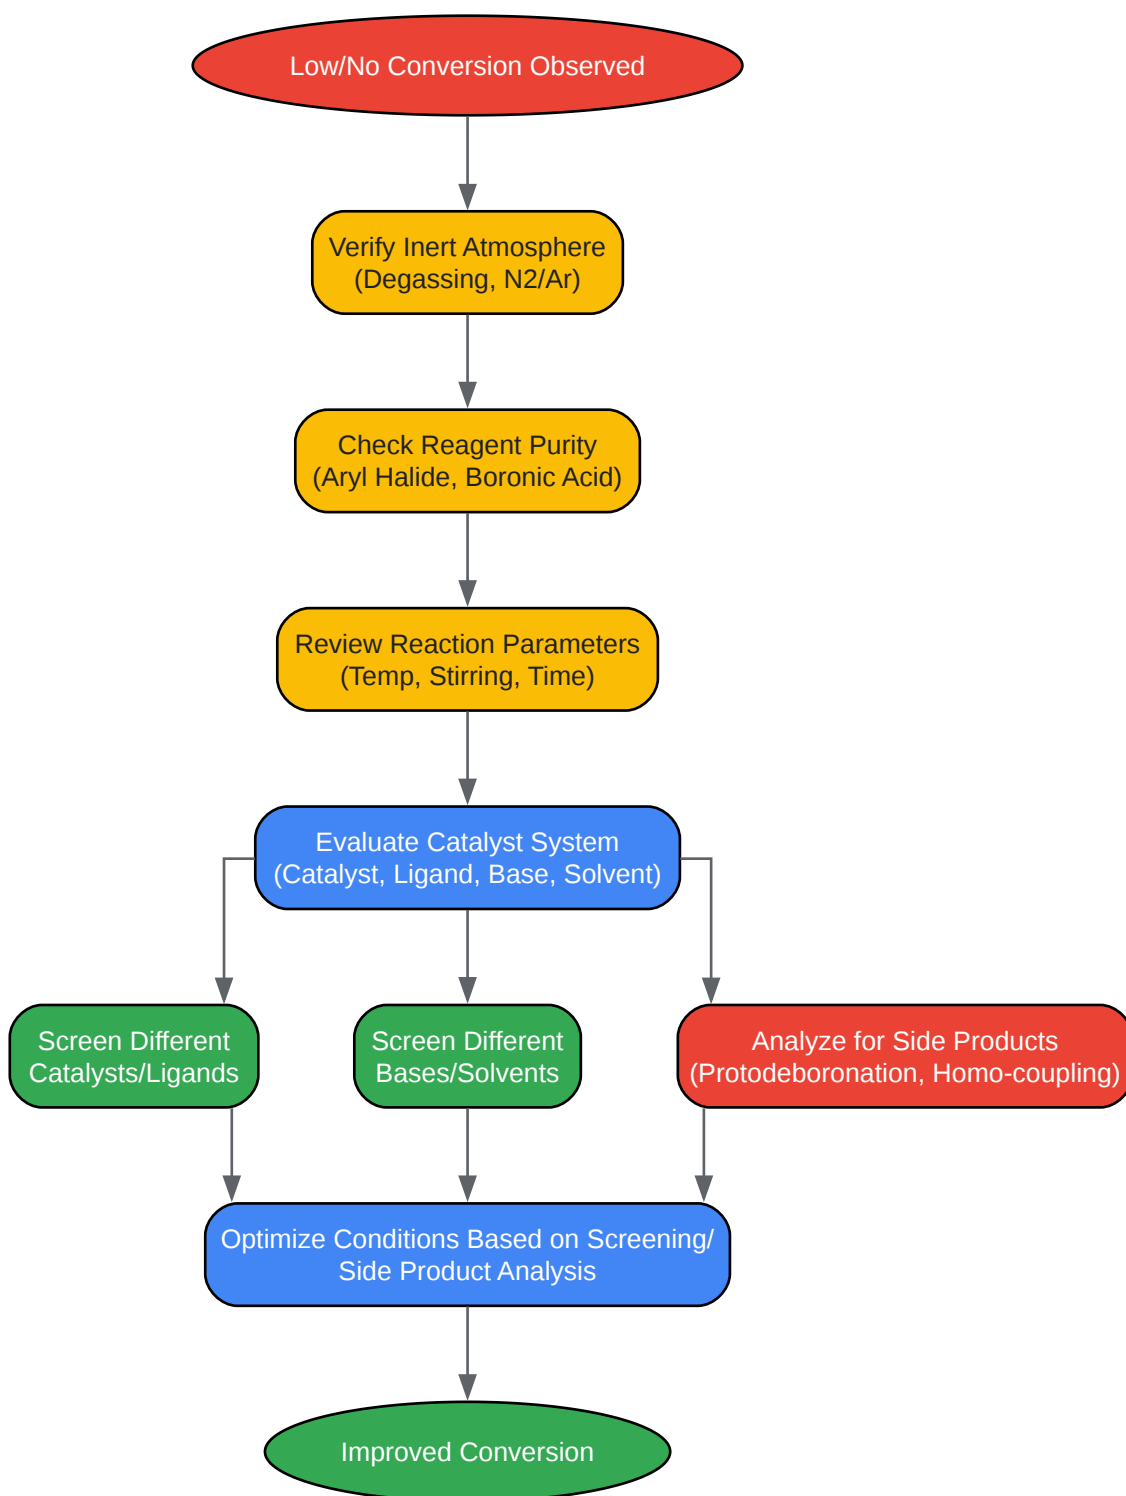 Low/No Conversion Observed
Verify Inert Atmosphere
(Degassing, N2/Ar)
Check Reagent Purity
(Aryl Halide, Boronic Acid)
Review Reaction Parameters
(Temp, Stirring, Time)
Evaluate Catalyst System
(Catalyst, Ligand, Base, Solvent)
Screen Different
Catalysts/Ligands
Screen Different
Bases/Solvents
Analyze for Side Products
(Protodeboronation, Homo-coupling)
Optimize Conditions Based on Screening/
Side Product Analysis
Improved Conversion